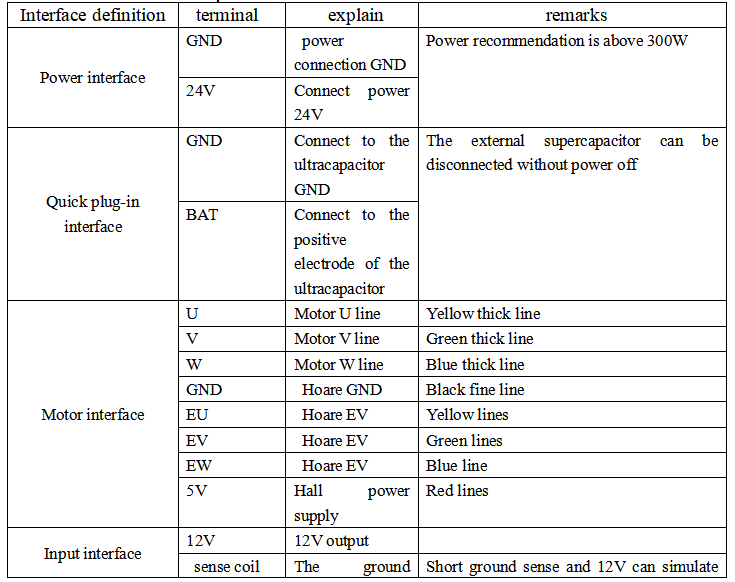 Interface definition terminal explain remarks
Power interface
GND
power
connection GND
Power recommendation is above 300W
24V
Connect power
24V
Quick plug-in
interface
GND
Connect to the
ultracapacitor
GND
The external supercapacitor can be
disconnected without power off
BAT
Connect to the
positive
electrode of the
ultracapacitor
Motor interface
U Motor U line Yellow thick line
V Motor V line Green thick line
W Motor W line Blue thick line
GND Hoare GND Black fine line
EU Hoare EV Yellow lines
EV Hoare EV Green lines
EW Hoare EV Blue line
5V
Hall power
supply
Red lines
Input interface
12V 12V output
sense coil The ground Short ground sense and 12V can simulate